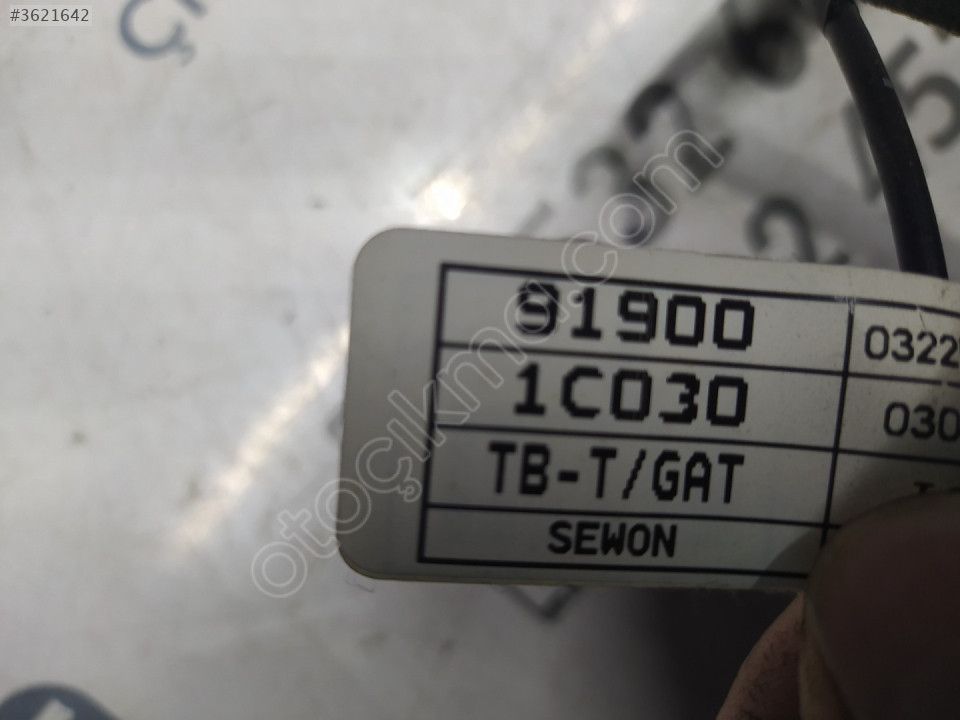 #3621642
91900
0322
1C030
030
TB-T/GAT
SEWON
otoçıkma.com